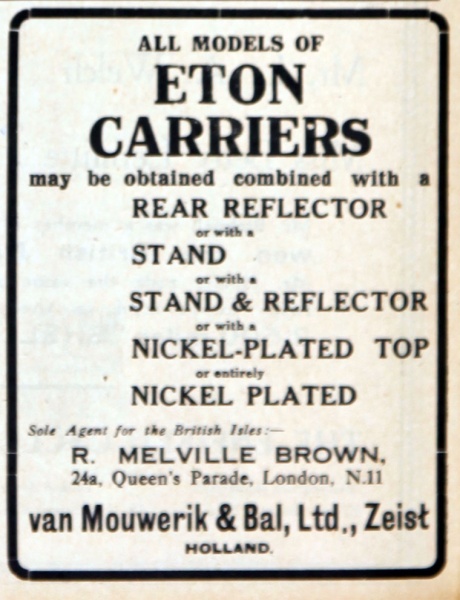 ALL MODELS OF
ETON
CARRIERS
may be obtained combined with a
REAR REFLECTOR
or with a
STAND
or with a
STAND & REFLECTOR
or with a
NICKEL-PLATED TOP
or entirely
NICKEL PLATED
Sole Agent for the British Isles:—
R. MELVILLE BROWN,
24a, Queen's Parade, London, N.11
van Mouwerik & Bal, Ltd., Zeist
HOLLAND.